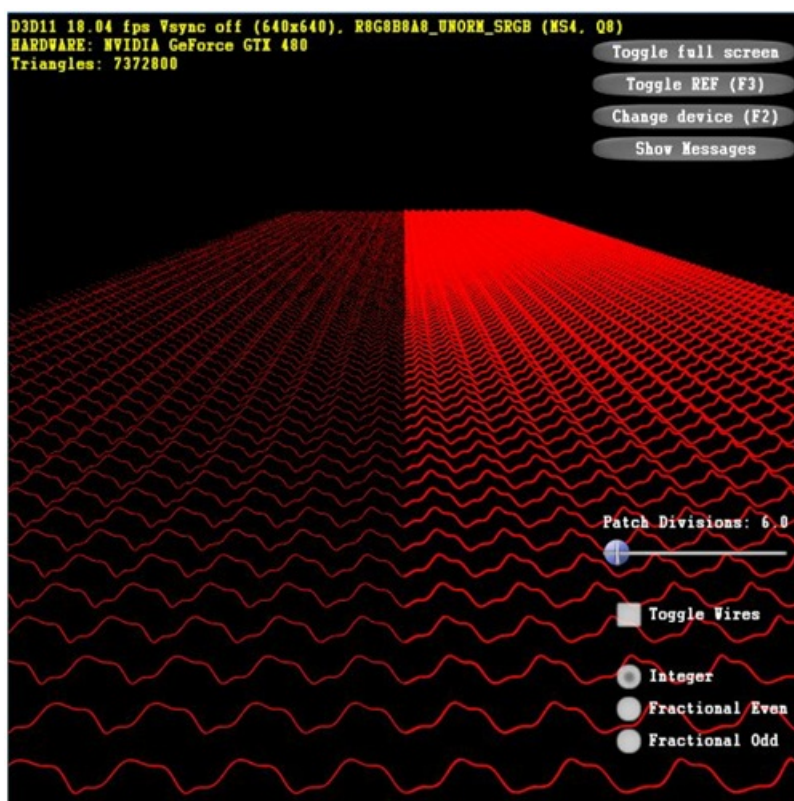 D3D11 18.04 fps Vsync off (640x640), R8G8B8A8_UNORM_SRGB (MS4, Q8)
HARDWARE: NVIDIA GeForce GTX 480
Triangles: 7372800
Toggle full screen
Toggle REF (F3)
Change device (F2)
Show Messages
Patch Divisions: 6.0
Toggle Wires
Integer
Fractional Even
Fractional Odd